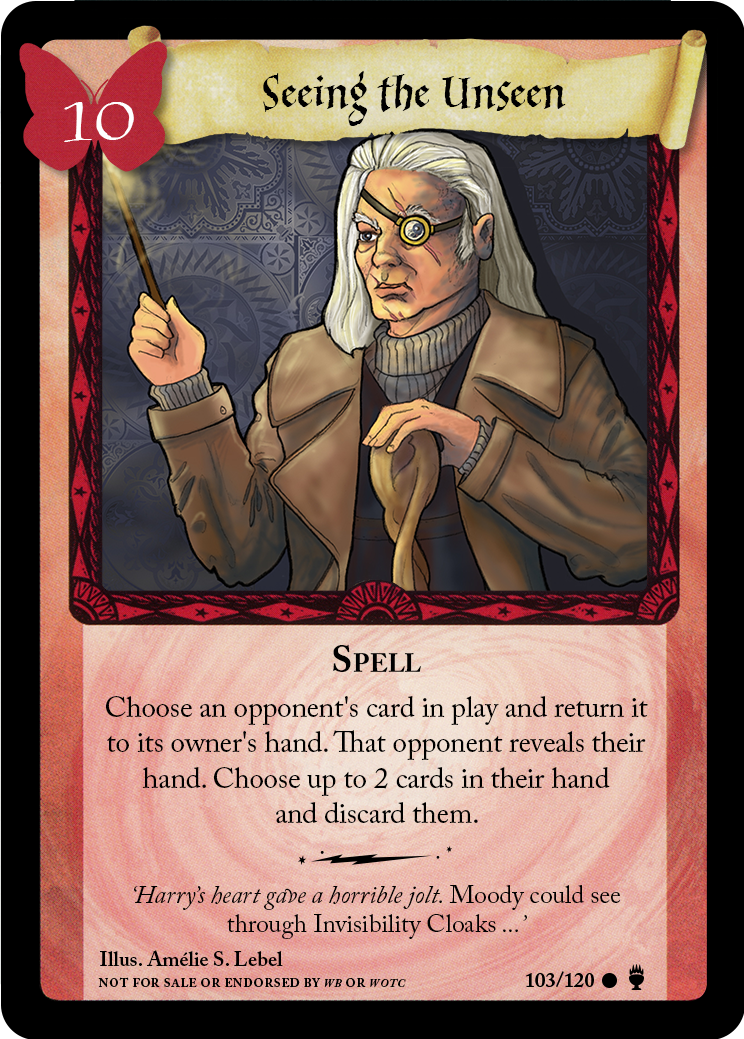 10
Seeing the Unseen
Spell
Choose an opponent's card in play and return it
to its owner's hand. That opponent reveals their
hand. Choose up to 2 cards in their hand
and discard them.
'Harry's heart gave a horrible jolt. Moody could see
through Invisibility Cloaks ...'
Illus. Amélie S. Lebel
NOT FOR SALE OR ENDORSED BY WB OR WOTC
103/120